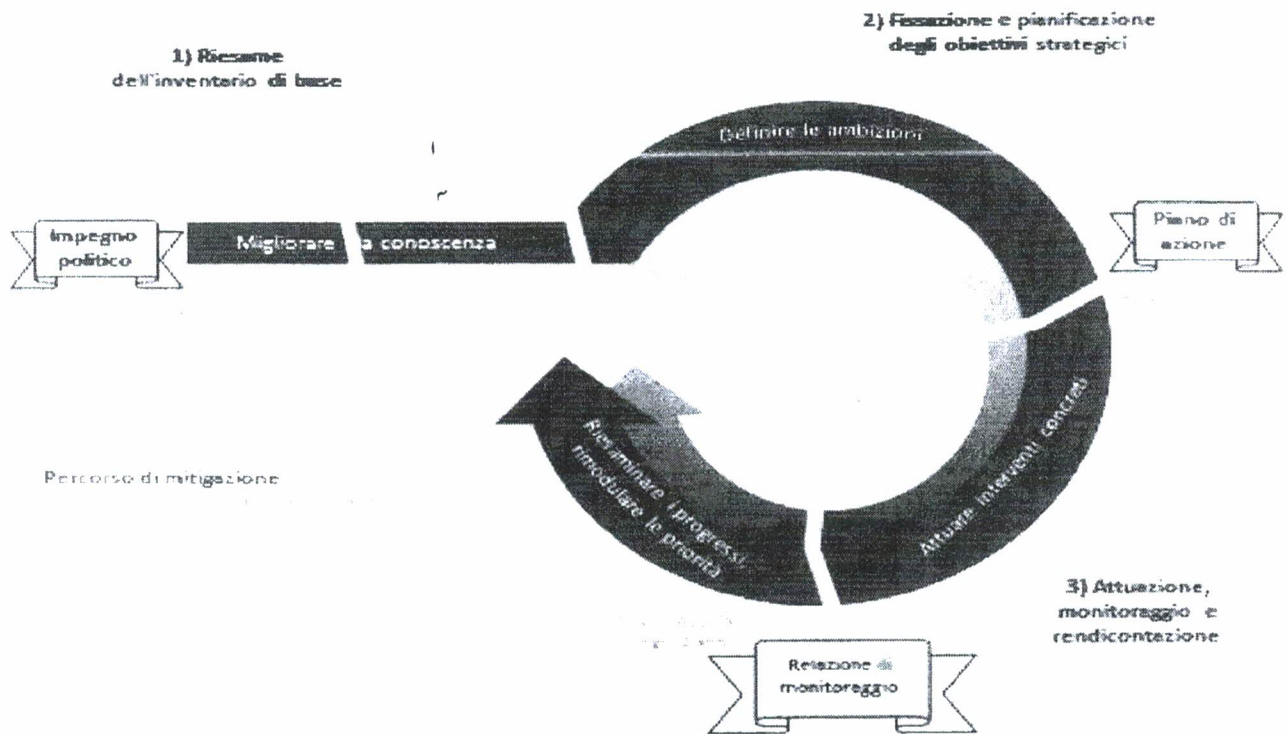 1) Riesame
dell'inventario di base
2) Fissazione e pianificazione
degli obiettivi strategici
Definire le ambizioni
Impegno
politico
Migliorare la conoscenza
Piano di
azione
Attuare interventi concreti
Riesaminare i progressi,
rimodulare le priorità
Percorso di mitigazione
3) Attuazione,
monitoraggio e
rendicontazione
Relazione di
monitoraggio